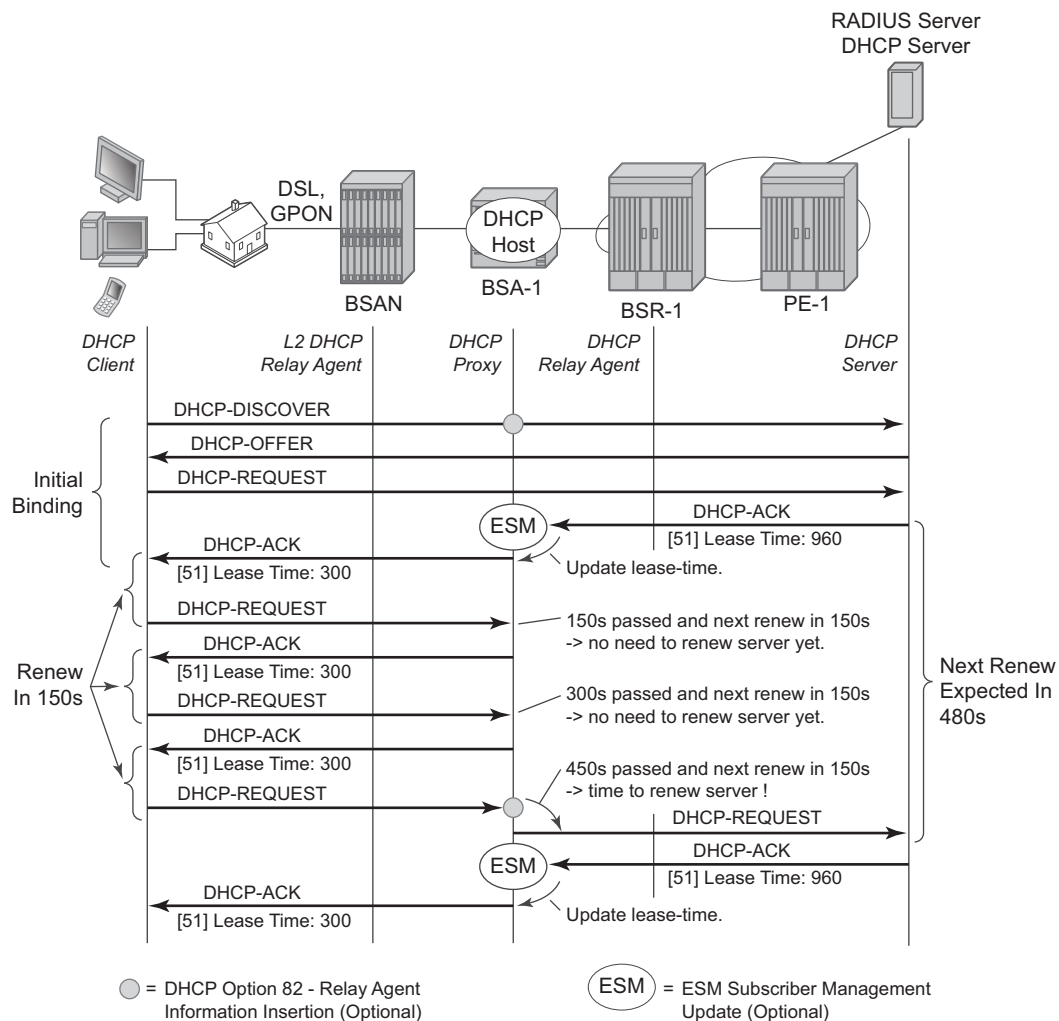 RADIUS Server
DHCP Server
DSL,
GPON
DHCP
Host
BSAN
BSA-1
BSR-1
PE-1
DHCP
Client
L2 DHCP
Relay Agent
DHCP
Proxy
DHCP
Relay Agent
DHCP
Server
DHCP-DISCOVER
DHCP-OFFER
DHCP-REQUEST
Initial
Binding
ESM
DHCP-ACK
[51] Lease Time: 960
DHCP-ACK
[51] Lease Time: 300
Update lease-time.
DHCP-REQUEST
150s passed and next renew in 150s
-> no need to renew server yet.
DHCP-ACK
[51] Lease Time: 300
Renew
In 150s
Next Renew
Expected In
480s
DHCP-REQUEST
300s passed and next renew in 150s
-> no need to renew server yet.
DHCP-ACK
[51] Lease Time: 300
DHCP-REQUEST
450s passed and next renew in 150s
-> time to renew server !
DHCP-REQUEST
ESM
DHCP-ACK
[51] Lease Time: 960
DHCP-ACK
[51] Lease Time: 300
Update lease-time.
= DHCP Option 82 - Relay Agent
Information Insertion (Optional)
ESM
= ESM Subscriber Management
Update (Optional)